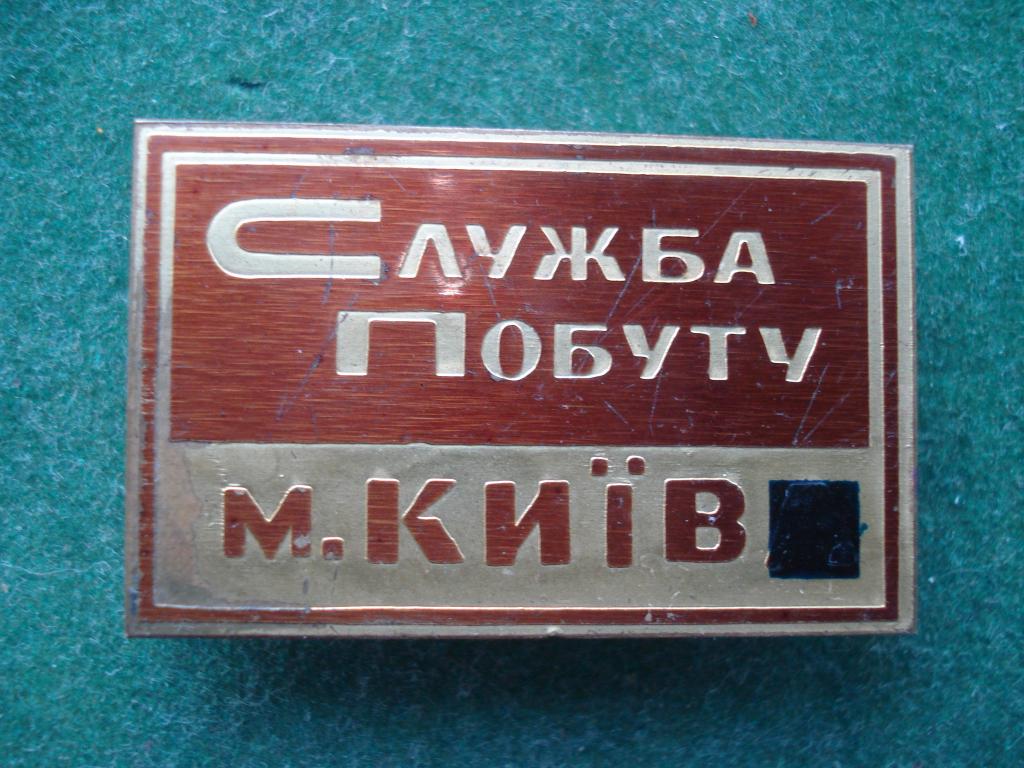 Служба
Побуту
м. Київ